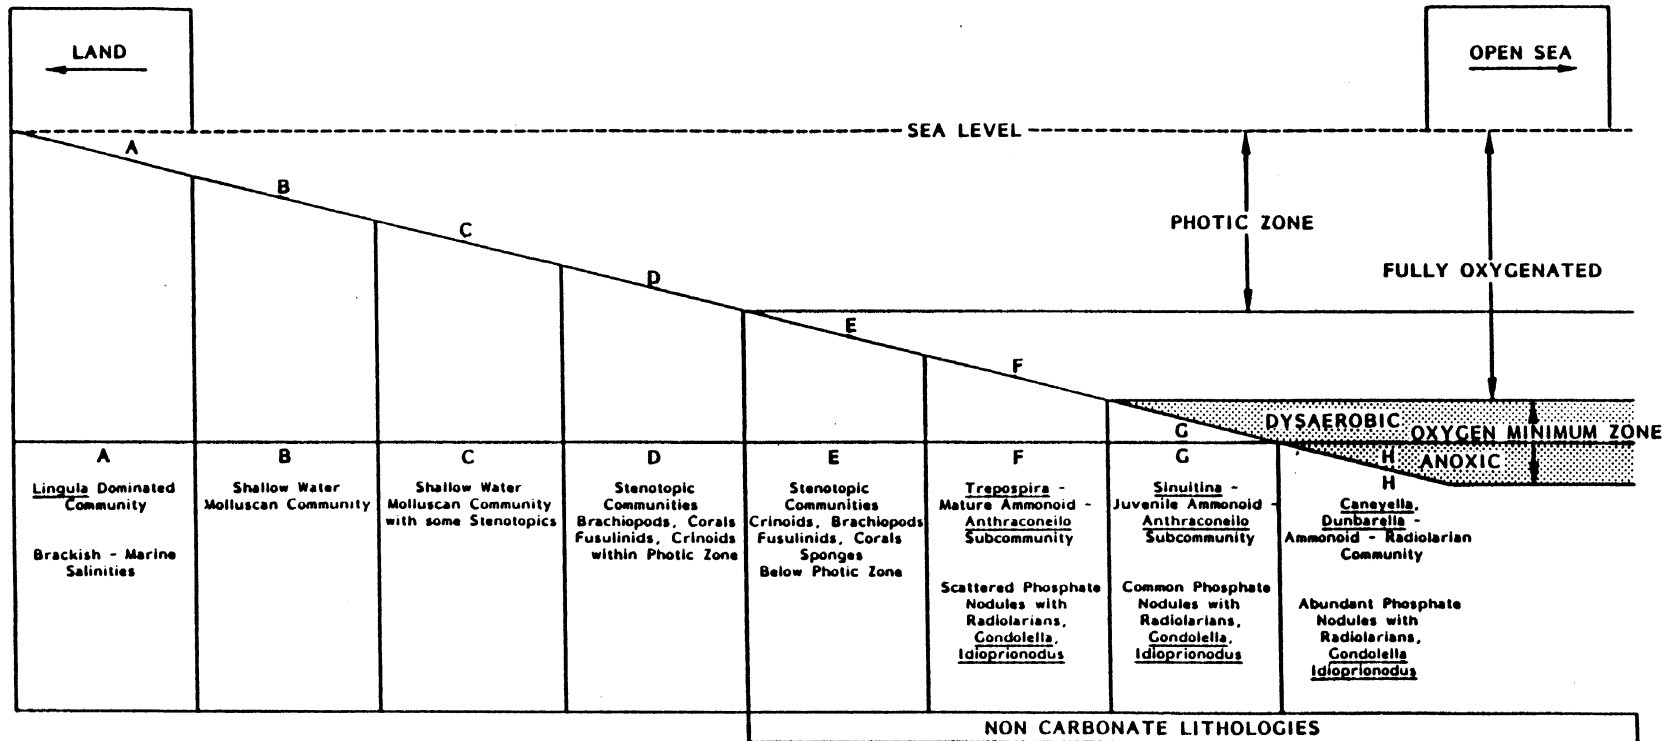 LAND
OPEN SEA
SEA LEVEL
A
B
C
D
E
F
G
H
PHOTIC ZONE
FULLY OXYGENATED
DYSAEROBIC
OXYGEN MINIMUM ZONE
ANOXIC
A
Lingula Dominated
Community
Brackish - Marine
Salinities
B
Shallow Water
Molluscan Community
C
Shallow Water
Molluscan Community
with some Stenotopics
D
Stenotopic
Communities
Brachiopods, Corals
Fusulinids, Crinoids
within Photic Zone
E
Stenotopic
Communities
Crinoids, Brachiopods
Fusulinids, Corals
Sponges
Below Photic Zone
F
Trepospira -
Mature Ammonoid -
Anthraconeilo
Subcommunity
Scattered Phosphate
Nodules with
Radiolarians,
Gondolella,
Idioprionodus
G
Sinuitina -
Juvenile Ammonoid -
Anthraconeilo
Subcommunity
Common Phosphate
Nodules with
Radiolarians,
Gondolella,
Idioprionodus
H
Caneyella,
Dunbarella -
Ammonoid - Radiolarian
Community
Abundant Phosphate
Nodules with
Radiolarians,
Gondolella
Idioprionodus
NON CARBONATE LITHOLOGIES